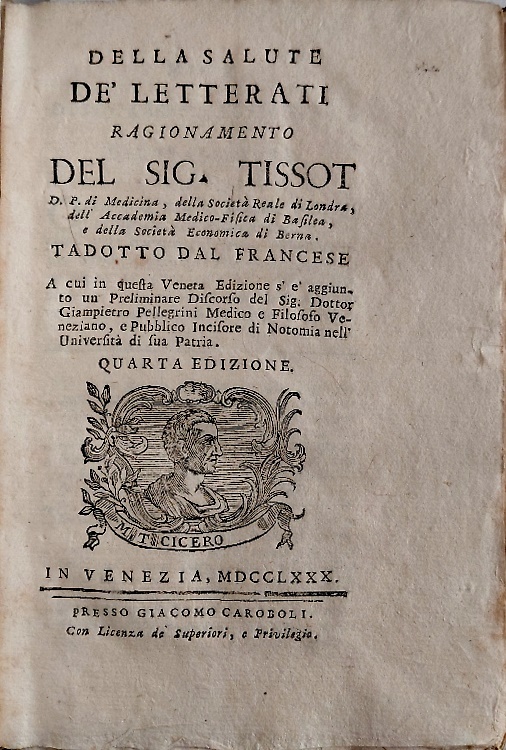 DELLA SALUTE
DE' LETTERATI
RAGIONAMENTO
DEL SIG. TISSOT
D. P. di Medicina, della Società Reale di Londra,
dell' Accademia Medico-Fiſica di Baſilea,
e della Società Economica di Berna.
TADOTTO DAL FRANCESE
A cui in queſta Veneta Edizione s' e' aggiun-
to un Preliminare Diſcorſo del Sig. Dottor
Giampietro Pellegrini Medico e Filoſofo Ve-
neziano, e Pubblico Inciſore di Notomia nell'
Univerſità di ſua Patria.
QUARTA EDIZIONE.
M T CICERO
IN VENEZIA, MDCCLXXX.
PRESSO GIACOMO CAROBOLI.
Con Licenza de' Superiori, e Privilegio.